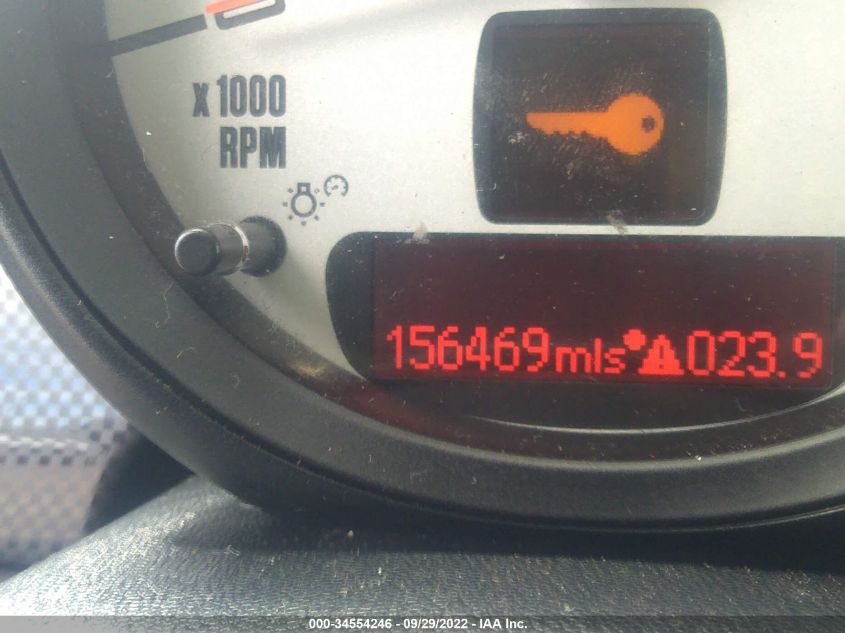 x 1000
RPM
156469mls 023.9
000-34554246 - 09/29/2022 - IAA Inc.